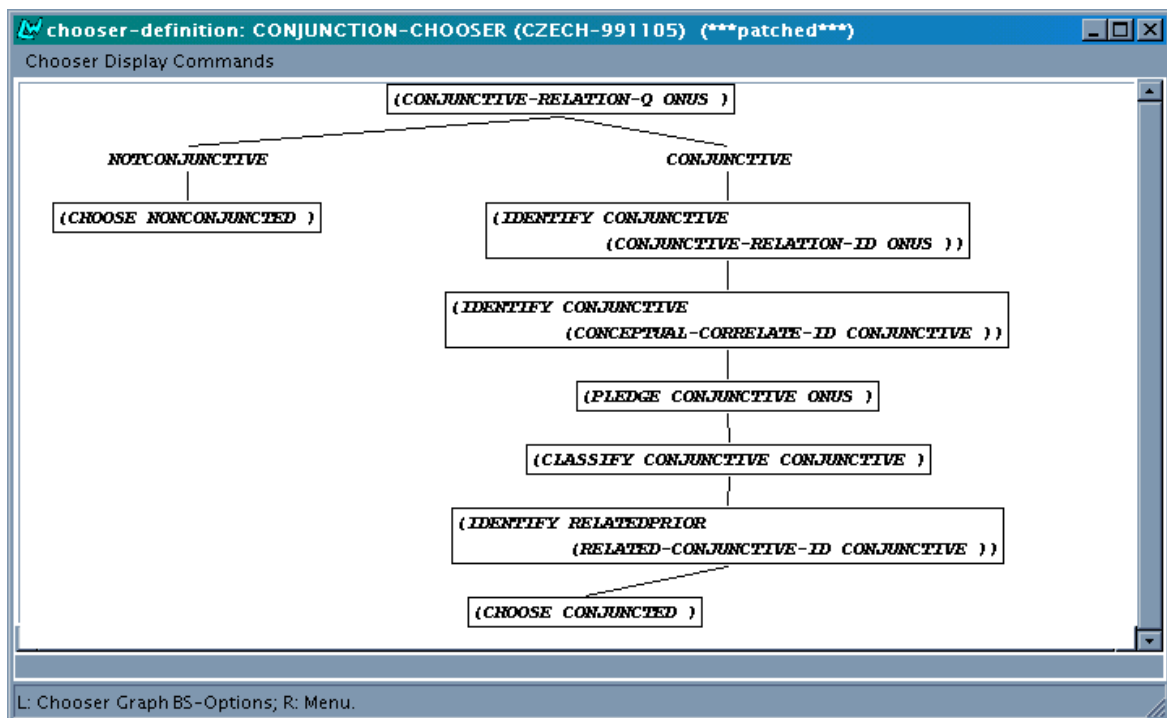 chooser-definition: CONJUNCTION-CHOOSER (CZECH-991105) (***patched***)
Chooser Display Commands
(CONJUNCTIVE-RELATION-Q ONUS )
NOTCONJUNCTIVE
CONJUNCTIVE
(CHOOSE NONCONJUNCTED )
(IDENTIFY CONJUNCTIVE
(CONJUNCTIVE-RELATION-ID ONUS ))
(IDENTIFY CONJUNCTIVE
(CONCEPTUAL-CORRELATE-ID CONJUNCTIVE ))
(PLEDGE CONJUNCTIVE ONUS )
(CLASSIFY CONJUNCTIVE CONJUNCTIVE )
(IDENTIFY RELATEDPRIOR
(RELATED-CONJUNCTIVE-ID CONJUNCTIVE ))
(CHOOSE CONJUNCTED )
L: Chooser Graph BS-Options; R: Menu.